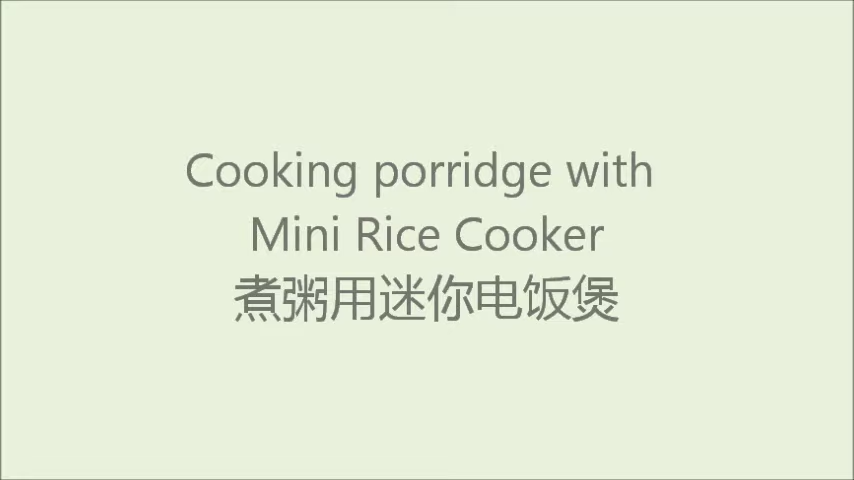 Cooking porridge with
Mini Rice Cooker
煮粥用迷你电饭煲